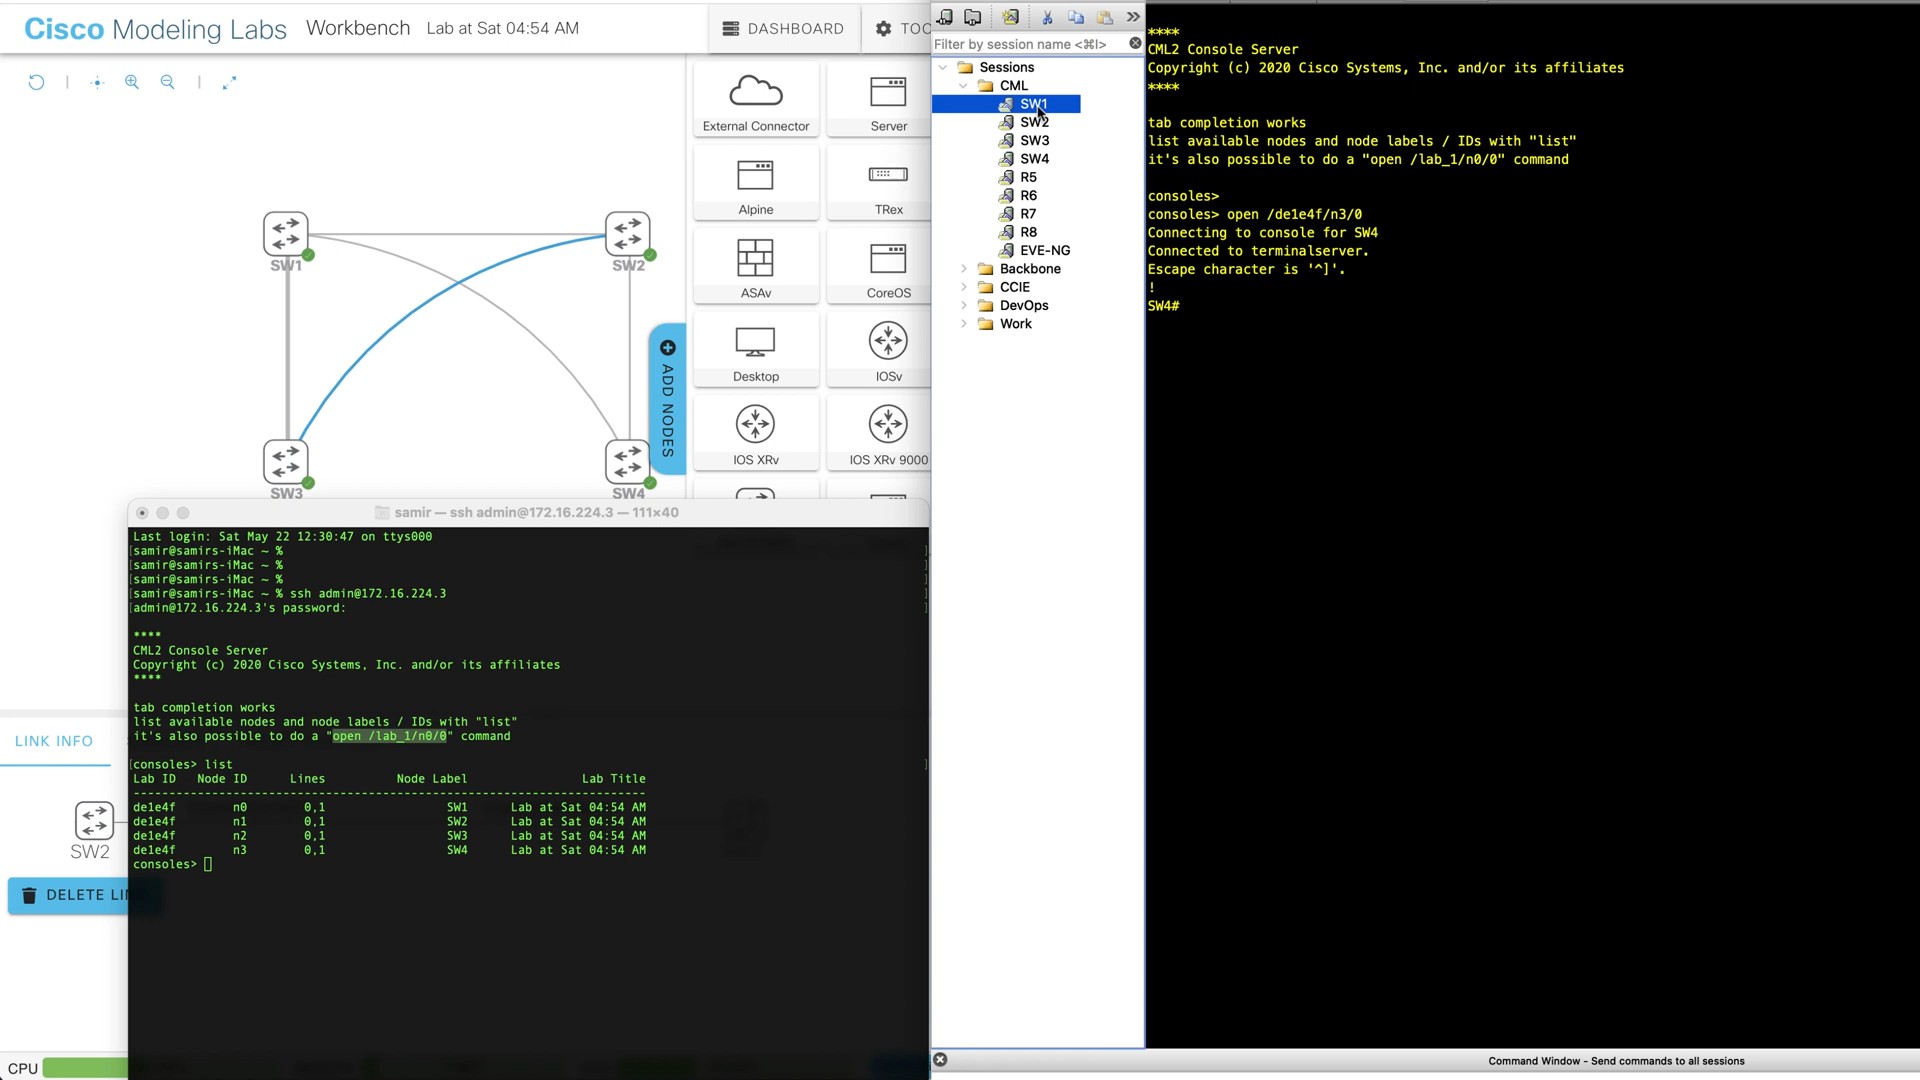 Cisco Modeling Labs Workbench Lab at Sat 04:54 AM
DASHBOARD
TOO
External Connector
Server
Alpine
TRex
ASAv
CoreOS
Desktop
IOSv
IOS XRv
IOS XRv 9000
ADD NODES
SW1
SW2
SW3
SW4
LINK INFO
SW2
DELETE LI
CPU
samir — ssh admin@172.16.224.3 — 111×40
Last login: Sat May 22 12:30:47 on ttys000
[samir@samirs-iMac ~ % ]
[samir@samirs-iMac ~ % ]
[samir@samirs-iMac ~ % ]
[samir@samirs-iMac ~ % ssh admin@172.16.224.3 ]
[admin@172.16.224.3's password: ]
****
CML2 Console Server
Copyright (c) 2020 Cisco Systems, Inc. and/or its affiliates
****
tab completion works
list available nodes and node labels / IDs with "list"
it's also possible to do a "open /lab_1/n0/0" command
[consoles> list ]
Lab ID Node ID Lines Node Label Lab Title
--------------------------------------------------------------------------
de1e4f n0 0,1 SW1 Lab at Sat 04:54 AM
de1e4f n1 0,1 SW2 Lab at Sat 04:54 AM
de1e4f n2 0,1 SW3 Lab at Sat 04:54 AM
de1e4f n3 0,1 SW4 Lab at Sat 04:54 AM
consoles>
Filter by session name <⌘I>
Sessions
CML
SW1
SW2
SW3
SW4
R5
R6
R7
R8
EVE-NG
Backbone
CCIE
DevOps
Work
****
CML2 Console Server
Copyright (c) 2020 Cisco Systems, Inc. and/or its affiliates
****
tab completion works
list available nodes and node labels / IDs with "list"
it's also possible to do a "open /lab_1/n0/0" command
consoles>
consoles> open /de1e4f/n3/0
Connecting to console for SW4
Connected to terminalserver.
Escape character is '^]'.
!
SW4#
Command Window - Send commands to all sessions